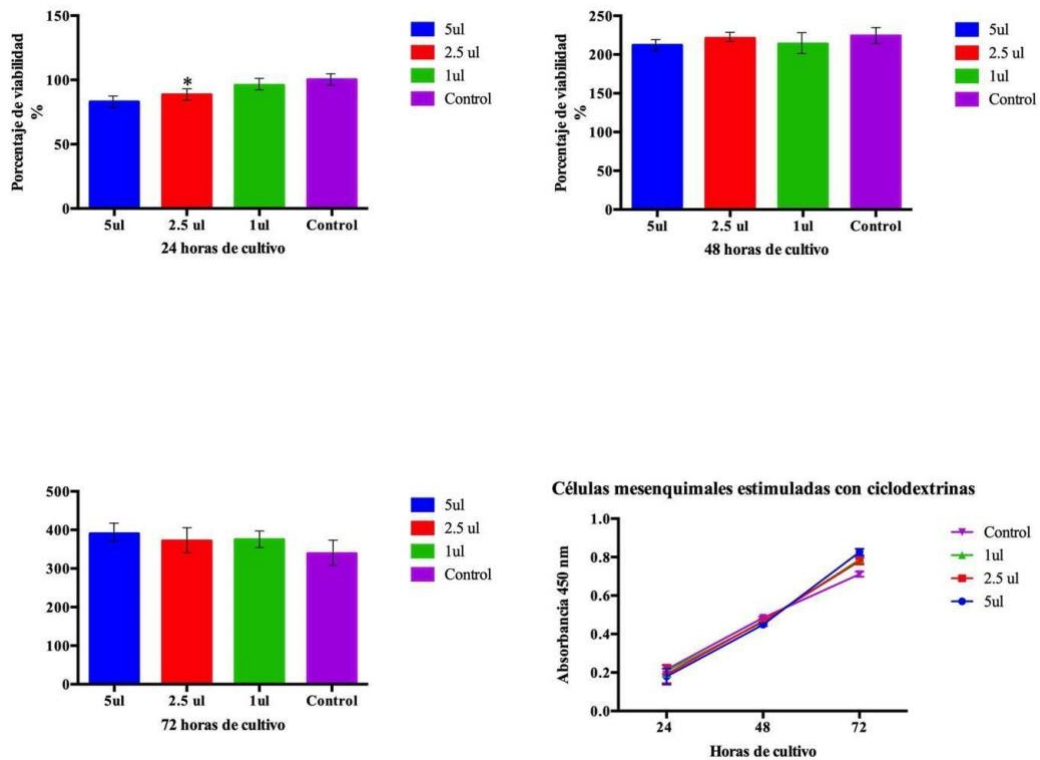 150
100
50
0
Porcentaje de viabilidad
%
*
5ul
2.5 ul
1ul
Control
24 horas de cultivo
5ul
2.5 ul
1ul
Control
250
200
150
100
50
0
Porcentaje de viabilidad
%
5ul
2.5 ul
1ul
Control
48 horas de cultivo
5ul
2.5 ul
1ul
Control
500
400
300
200
100
0
5ul
2.5 ul
1ul
Control
72 horas de cultivo
5ul
2.5 ul
1ul
Control
Células mesenquimales estimuladas con ciclodextrinas
1.0
0.8
0.6
0.4
0.2
0.0
Absorbancia 450 nm
24
48
72
Horas de cultivo
Control
1ul
2.5 ul
5ul